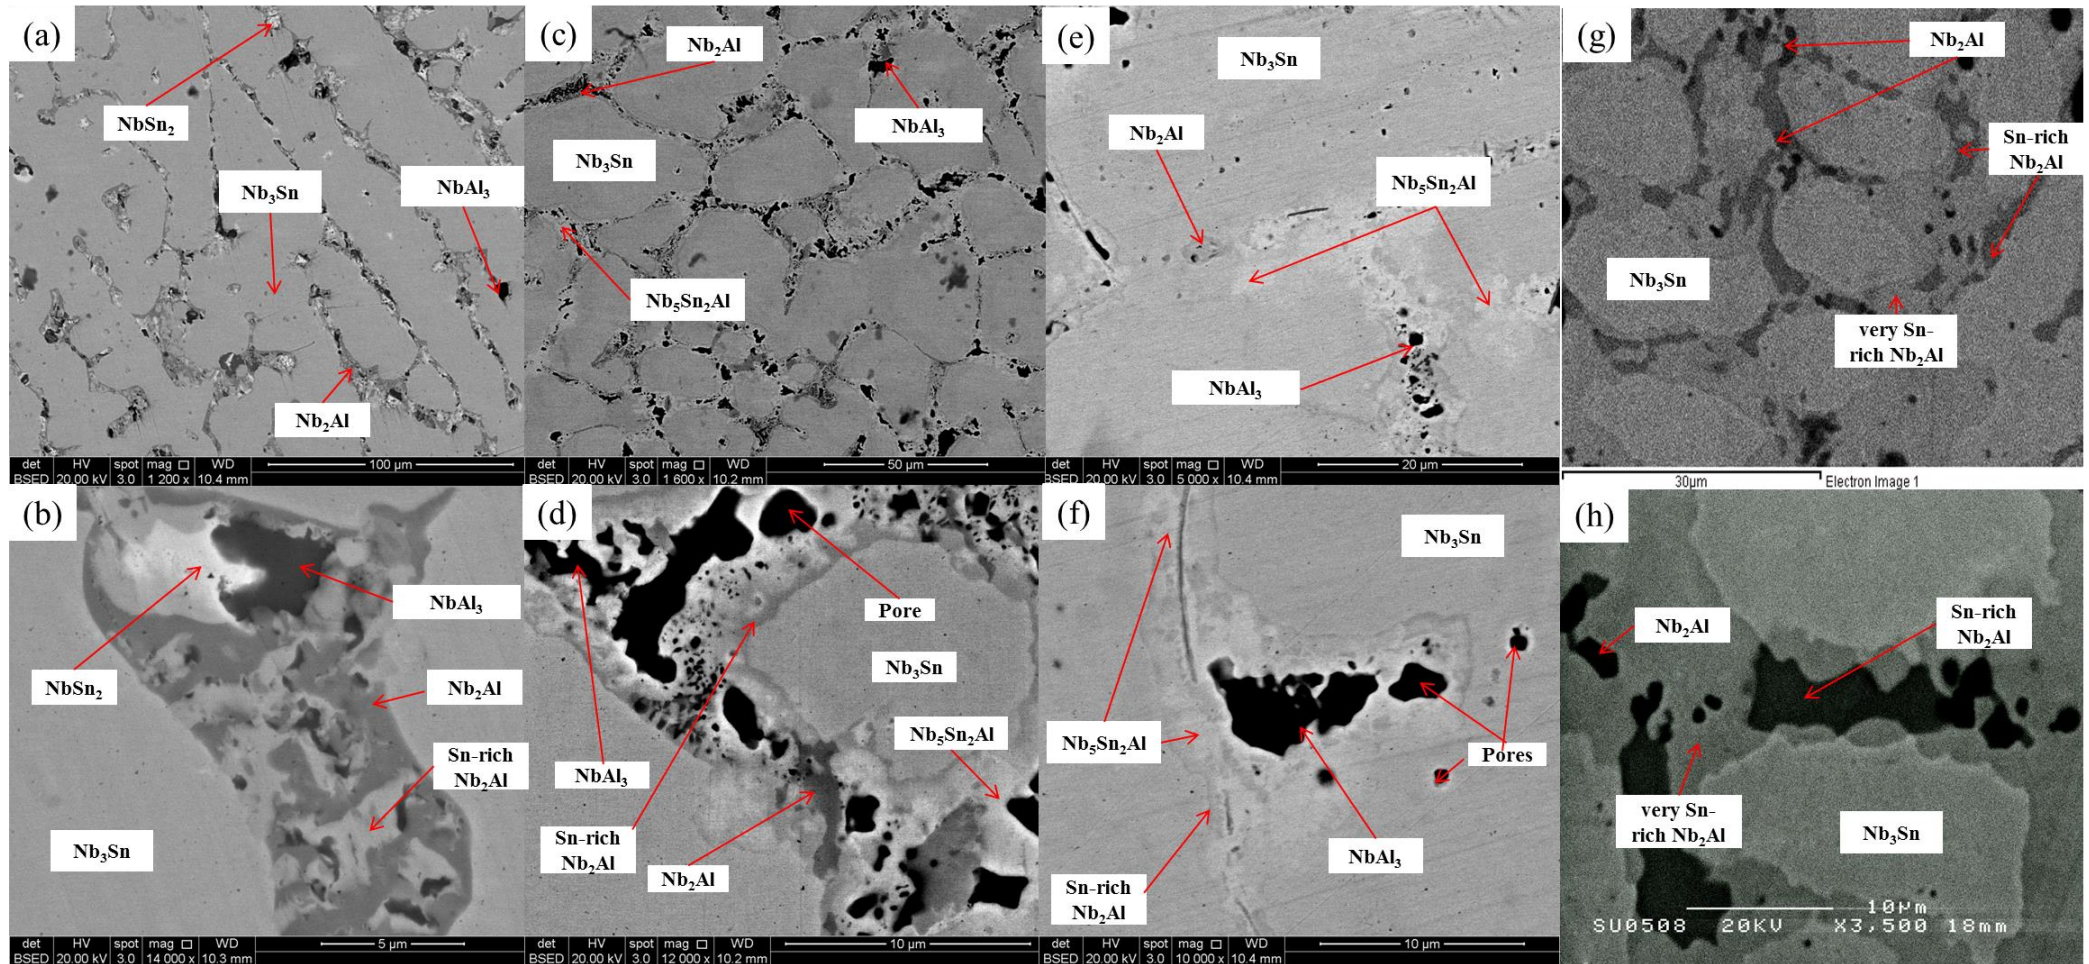 (a)
NbSn₂
Nb₃Sn
NbAl₃
Nb₂Al
det HV spot mag □ WD
BSED 20.00 kV 3.0 1 200 x 10.4 mm
100 µm
(c)
Nb₂Al
NbAl₃
Nb₃Sn
Nb₅Sn₂Al
det HV spot mag □ WD
BSED 20.00 kV 3.0 1 600 x 10.2 mm
50 µm
(e)
Nb₃Sn
Nb₂Al
Nb₅Sn₂Al
NbAl₃
det HV spot mag □ WD
BSED 20.00 kV 3.0 5 000 x 10.4 mm
20 µm
(g)
Nb₂Al
Sn-rich
Nb₂Al
Nb₃Sn
very Sn-
rich Nb₂Al
30µm
Electron Image 1
(b)
NbAl₃
NbSn₂
Nb₂Al
Sn-rich
Nb₂Al
Nb₃Sn
det HV spot mag □ WD
BSED 20.00 kV 3.0 14 000 x 10.3 mm
5 µm
(d)
Pore
Nb₃Sn
Nb₅Sn₂Al
NbAl₃
Sn-rich
Nb₂Al
Nb₂Al
det HV spot mag □ WD
BSED 20.00 kV 3.0 12 000 x 10.2 mm
10 µm
(f)
Nb₃Sn
Nb₅Sn₂Al
Pores
NbAl₃
Sn-rich
Nb₂Al
det HV spot mag □ WD
BSED 20.00 kV 3.0 10 000 x 10.4 mm
10 µm
(h)
Nb₂Al
Sn-rich
Nb₂Al
very Sn-
rich Nb₂Al
Nb₃Sn
10µm
SU0508 20KV X3,500 18mm